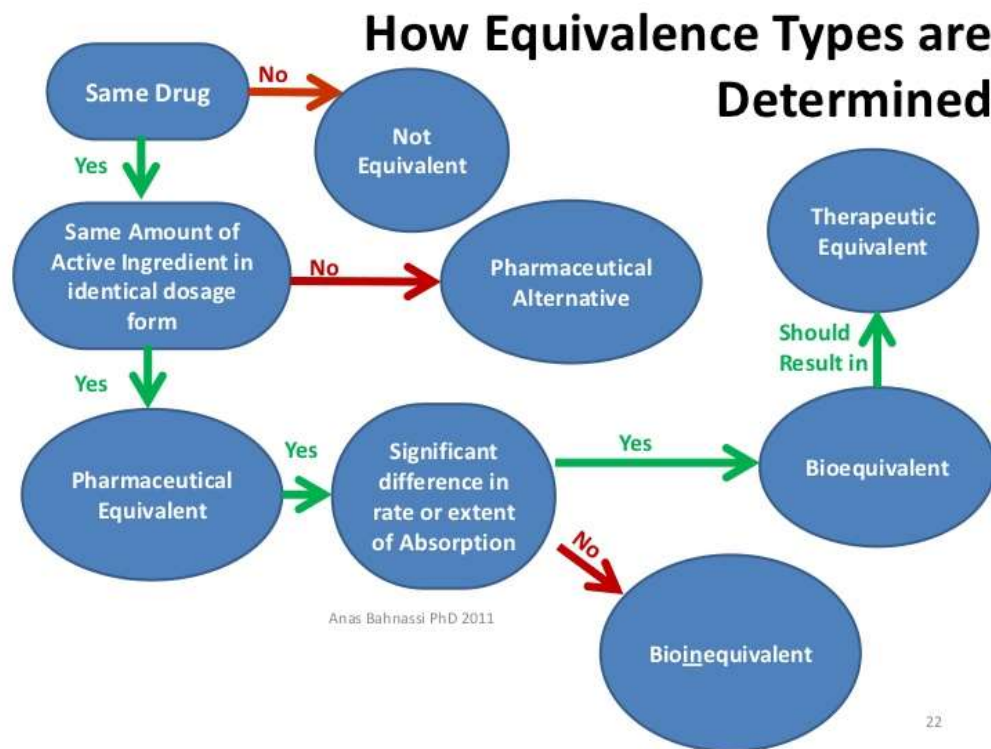 How Equivalence Types are
Determined
Same Drug
No
Not
Equivalent
Yes
Same Amount of
Active Ingredient in
identical dosage
form
No
Pharmaceutical
Alternative
Therapeutic
Equivalent
Should
Result in
Yes
Pharmaceutical
Equivalent
Yes
Significant
difference in
rate or extent
of Absorption
Yes
Bioequivalent
No
Bioinequivalent
Anas Bahnassi PhD 2011
22